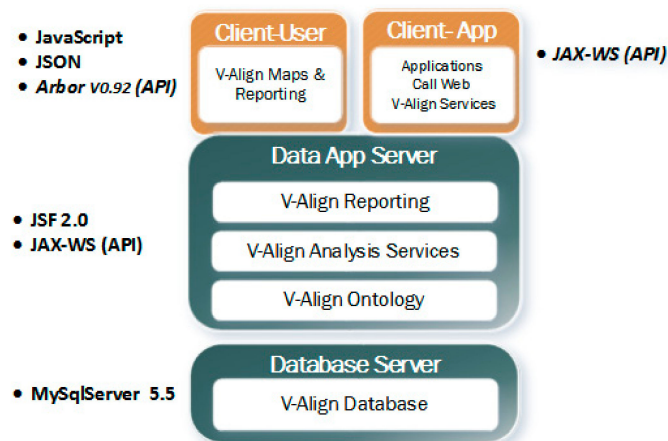 • JavaScript
• JSON
• Arbor V0.92 (API)
Client-User
V-Align Maps &
Reporting
Client- App
Applications
Call Web
V-Align Services
• JAX-WS (API)
Data App Server
V-Align Reporting
V-Align Analysis Services
V-Align Ontology
• JSF 2.0
• JAX-WS (API)
Database Server
V-Align Database
• MySqlServer 5.5